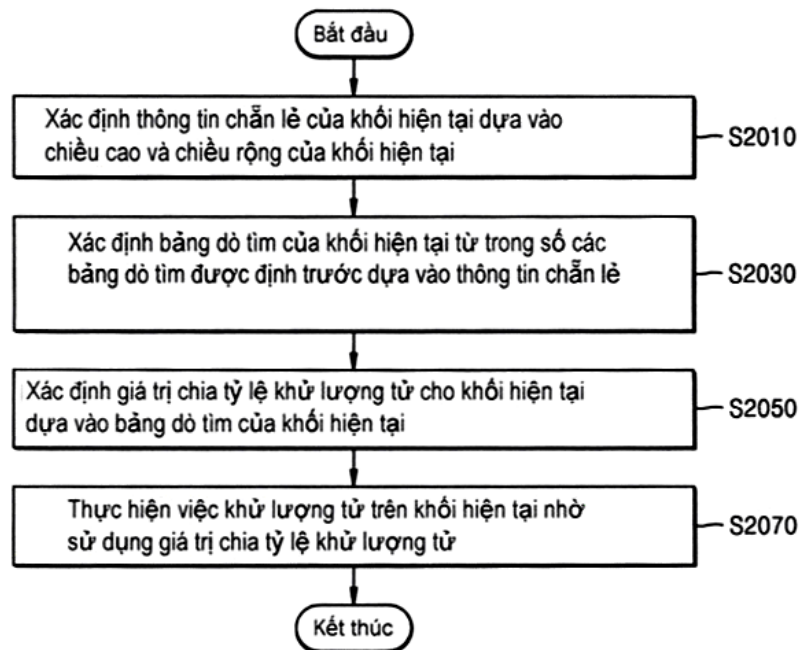 Bắt đầu
Xác định thông tin chẵn lẻ của khối hiện tại dựa vào
chiều cao và chiều rộng của khối hiện tại
S2010
Xác định bảng dò tìm của khối hiện tại từ trong số các
bảng dò tìm được định trước dựa vào thông tin chẵn lẻ
S2030
Xác định giá trị chia tỷ lệ khử lượng tử cho khối hiện tại
dựa vào bảng dò tìm của khối hiện tại
S2050
Thực hiện việc khử lượng tử trên khối hiện tại nhờ
sử dụng giá trị chia tỷ lệ khử lượng tử
S2070
Kết thúc